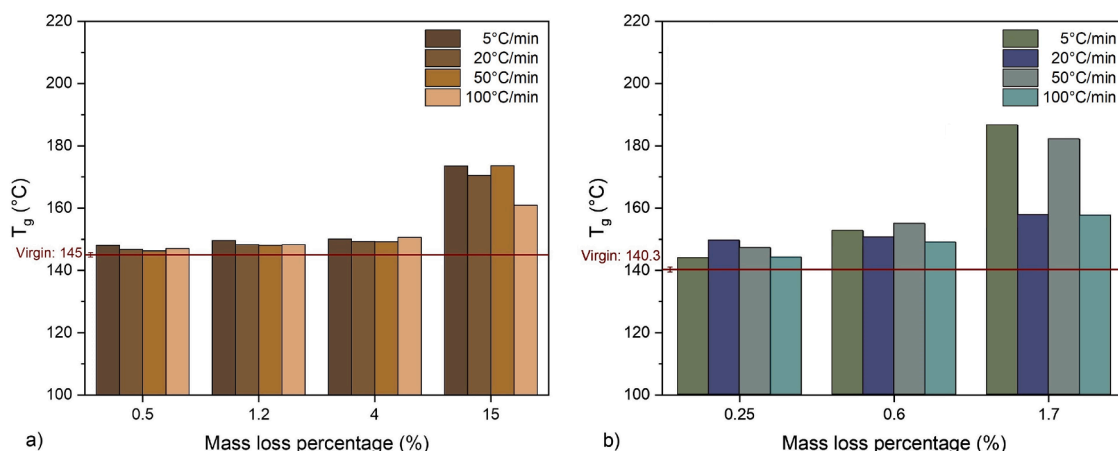 220
200
180
160
140
120
100
T_g (°C)
Virgin: 145
5°C/min
20°C/min
50°C/min
100°C/min
0.5
1.2
4
15
a)
Mass loss percentage (%)
220
200
180
160
140
120
100
T_g (°C)
Virgin: 140.3
5°C/min
20°C/min
50°C/min
100°C/min
0.25
0.6
1.7
b)
Mass loss percentage (%)